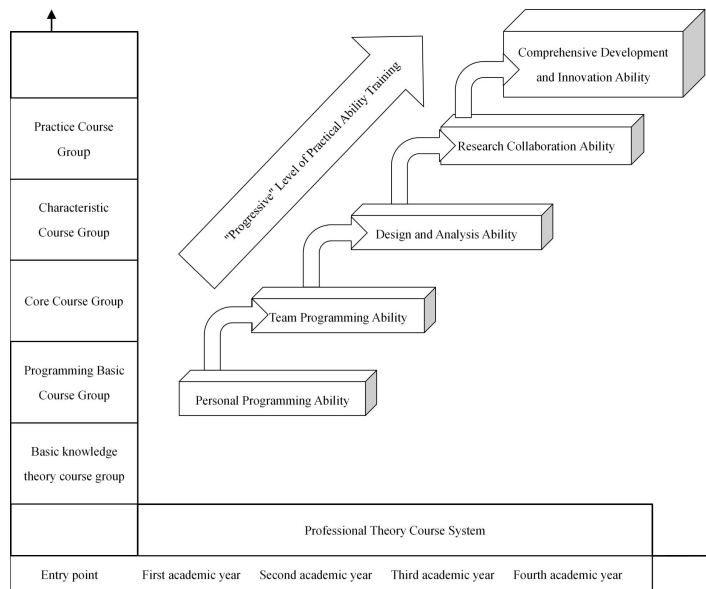 Practice Course
Group
Characteristic
Course Group
Core Course Group
Programming Basic
Course Group
Basic knowledge
theory course group
"Progressive" Level of Practical Ability Training
Comprehensive Development
and Innovation Ability
Research Collaboration Ability
Design and Analysis Ability
Team Programming Ability
Personal Programming Ability
Professional Theory Course System
Entry point
First academic year
Second academic year
Third academic year
Fourth academic year